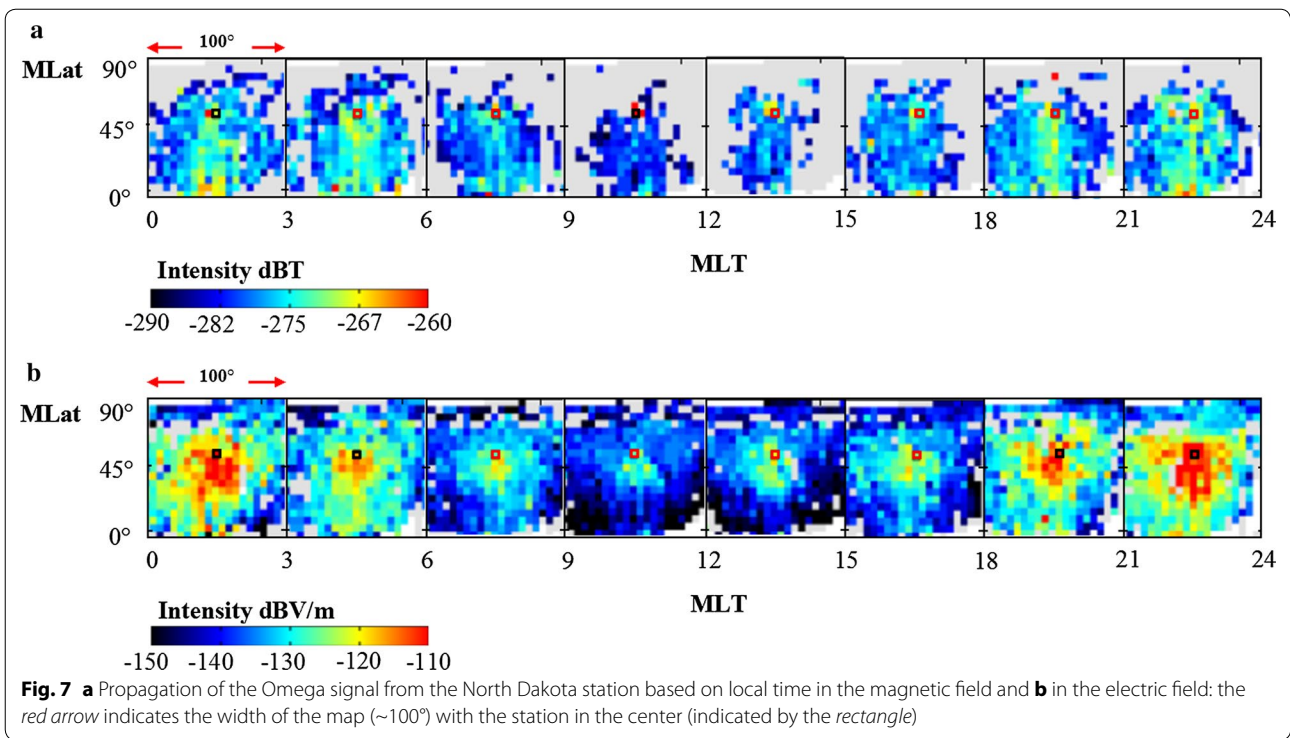 a
100°
MLat 90°
45°
0°
0 3 6 9 12 15 18 21 24
Intensity dBT MLT
-290 -282 -275 -267 -260
b
100°
MLat 90°
45°
0°
0 3 6 9 12 15 18 21 24
Intensity dBV/m MLT
-150 -140 -130 -120 -110
Fig. 7 a Propagation of the Omega signal from the North Dakota station based on local time in the magnetic field and b in the electric field: the
red arrow indicates the width of the map (~100°) with the station in the center (indicated by the rectangle)